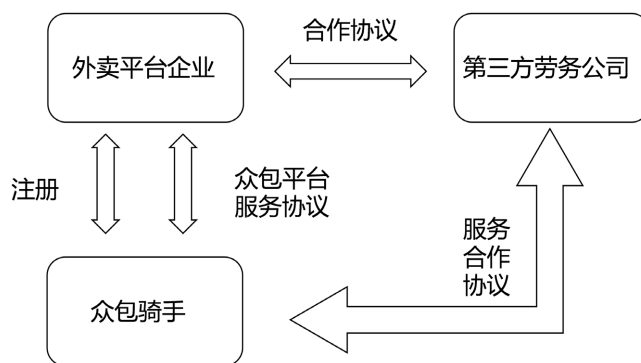 合作协议
外卖平台企业
第三方劳务公司
注册
众包平台
服务协议
服务
合作
协议
众包骑手